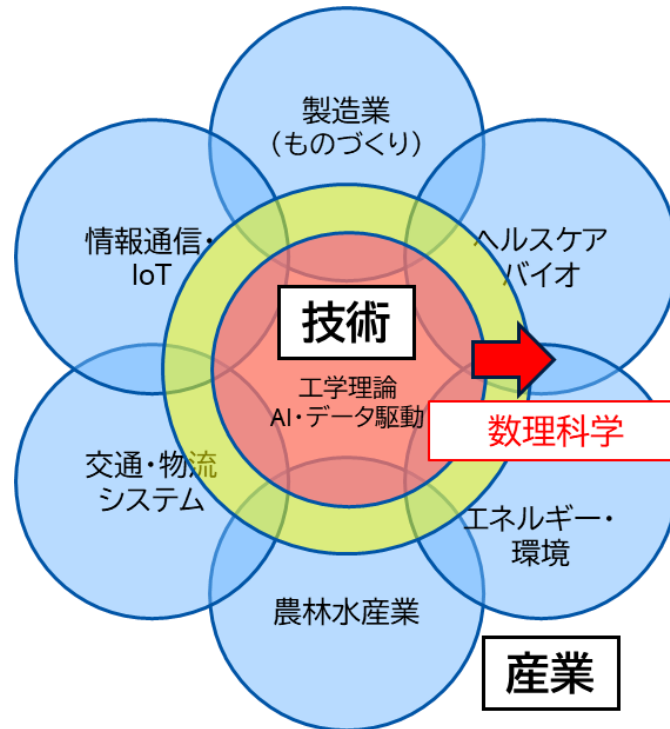 製造業
（ものづくり）
情報通信・
IoT
ヘルスケア
バイオ
技術
工学理論
AI・データ駆動
数理科学
交通・物流
システム
エネルギー・
環境
農林水産業
産業